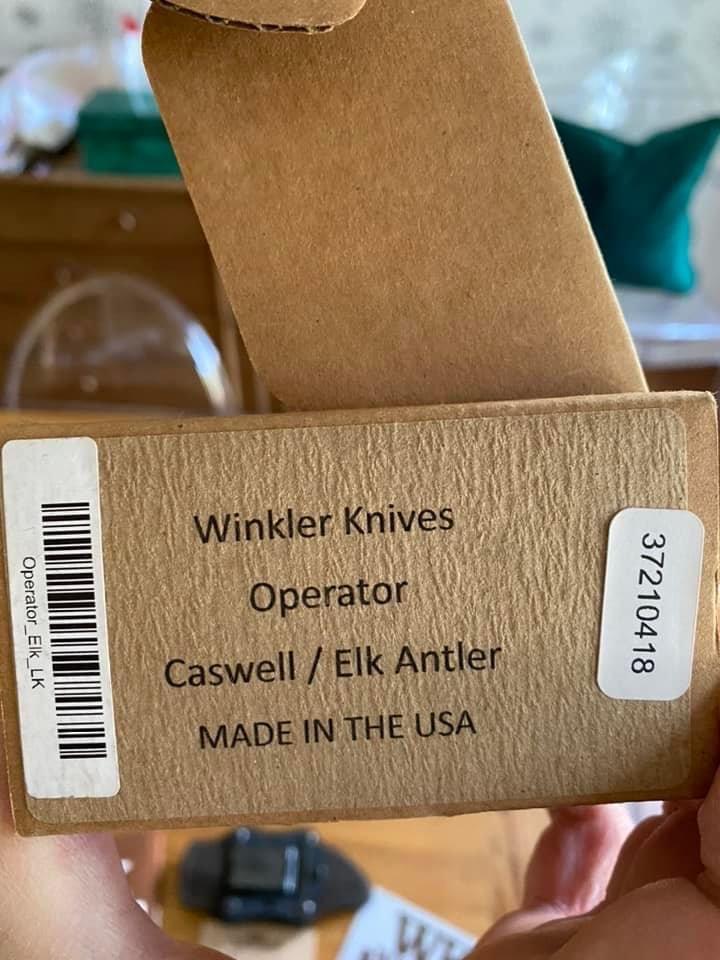 Winkler Knives
Operator
Caswell / Elk Antler
MADE IN THE USA
Operator_Elk_LK
37210418